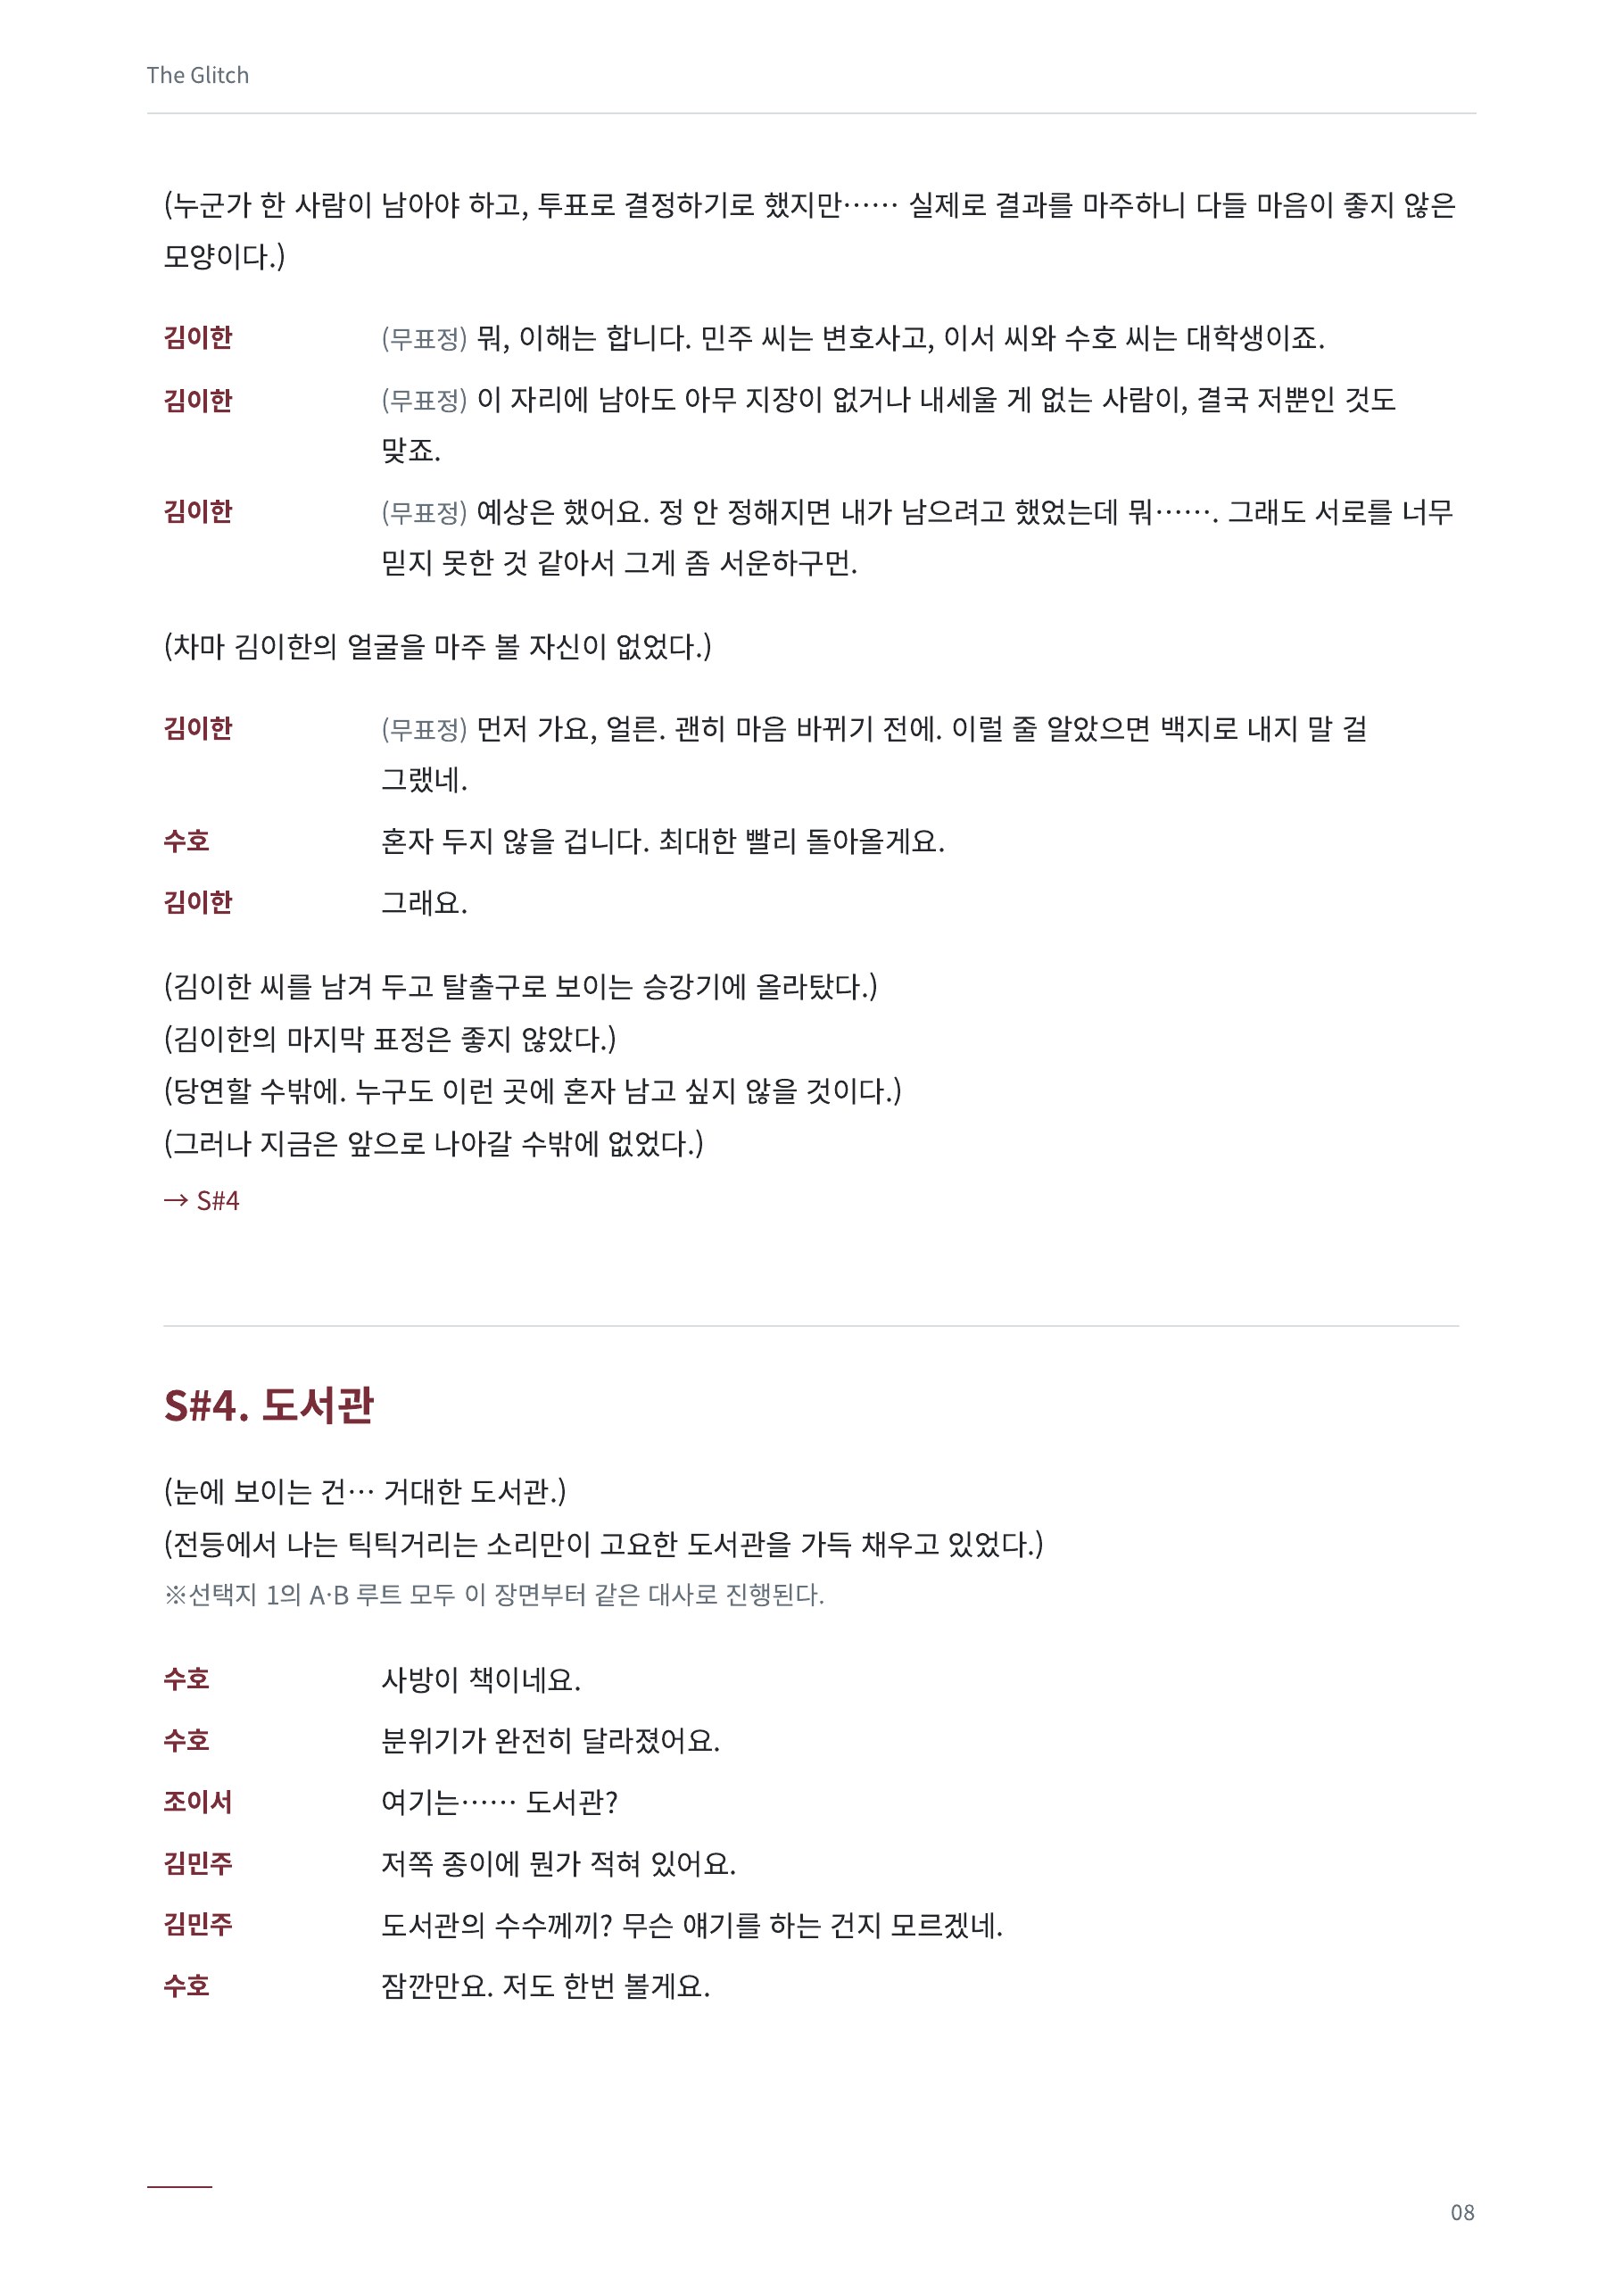 The Glitch
(누군가 한 사람이 남아야 하고, 투표로 결정하기로 했지만…… 실제로 결과를 마주하니 다들 마음이 좋지 않은
모양이다.)
김이한 (무표정) 뭐, 이해는 합니다. 민주 씨는 변호사고, 이서 씨와 수호 씨는 대학생이죠.
김이한 (무표정) 이 자리에 남아도 아무 지장이 없거나 내세울 게 없는 사람이, 결국 저뿐인 것도
맞죠.
김이한 (무표정) 예상은 했어요. 정 안 정해지면 내가 남으려고 했었는데 뭐……. 그래도 서로를 너무
믿지 못한 것 같아서 그게 좀 서운하구먼.
(차마 김이한의 얼굴을 마주 볼 자신이 없었다.)
김이한 (무표정) 먼저 가요, 얼른. 괜히 마음 바뀌기 전에. 이럴 줄 알았으면 백지로 내지 말 걸
그랬네.
수호 혼자 두지 않을 겁니다. 최대한 빨리 돌아올게요.
김이한 그래요.
(김이한 씨를 남겨 두고 탈출구로 보이는 승강기에 올라탔다.)
(김이한의 마지막 표정은 좋지 않았다.)
(당연할 수밖에. 누구도 이런 곳에 혼자 남고 싶지 않을 것이다.)
(그러나 지금은 앞으로 나아갈 수밖에 없었다.)
→ S#4
S#4. 도서관
(눈에 보이는 건… 거대한 도서관.)
(전등에서 나는 틱틱거리는 소리만이 고요한 도서관을 가득 채우고 있었다.)
※선택지 1의 A·B 루트 모두 이 장면부터 같은 대사로 진행된다.
수호 사방이 책이네요.
수호 분위기가 완전히 달라졌어요.
조이서 여기는…… 도서관?
김민주 저쪽 종이에 뭔가 적혀 있어요.
김민주 도서관의 수수께끼? 무슨 얘기를 하는 건지 모르겠네.
수호 잠깐만요. 저도 한번 볼게요.
08